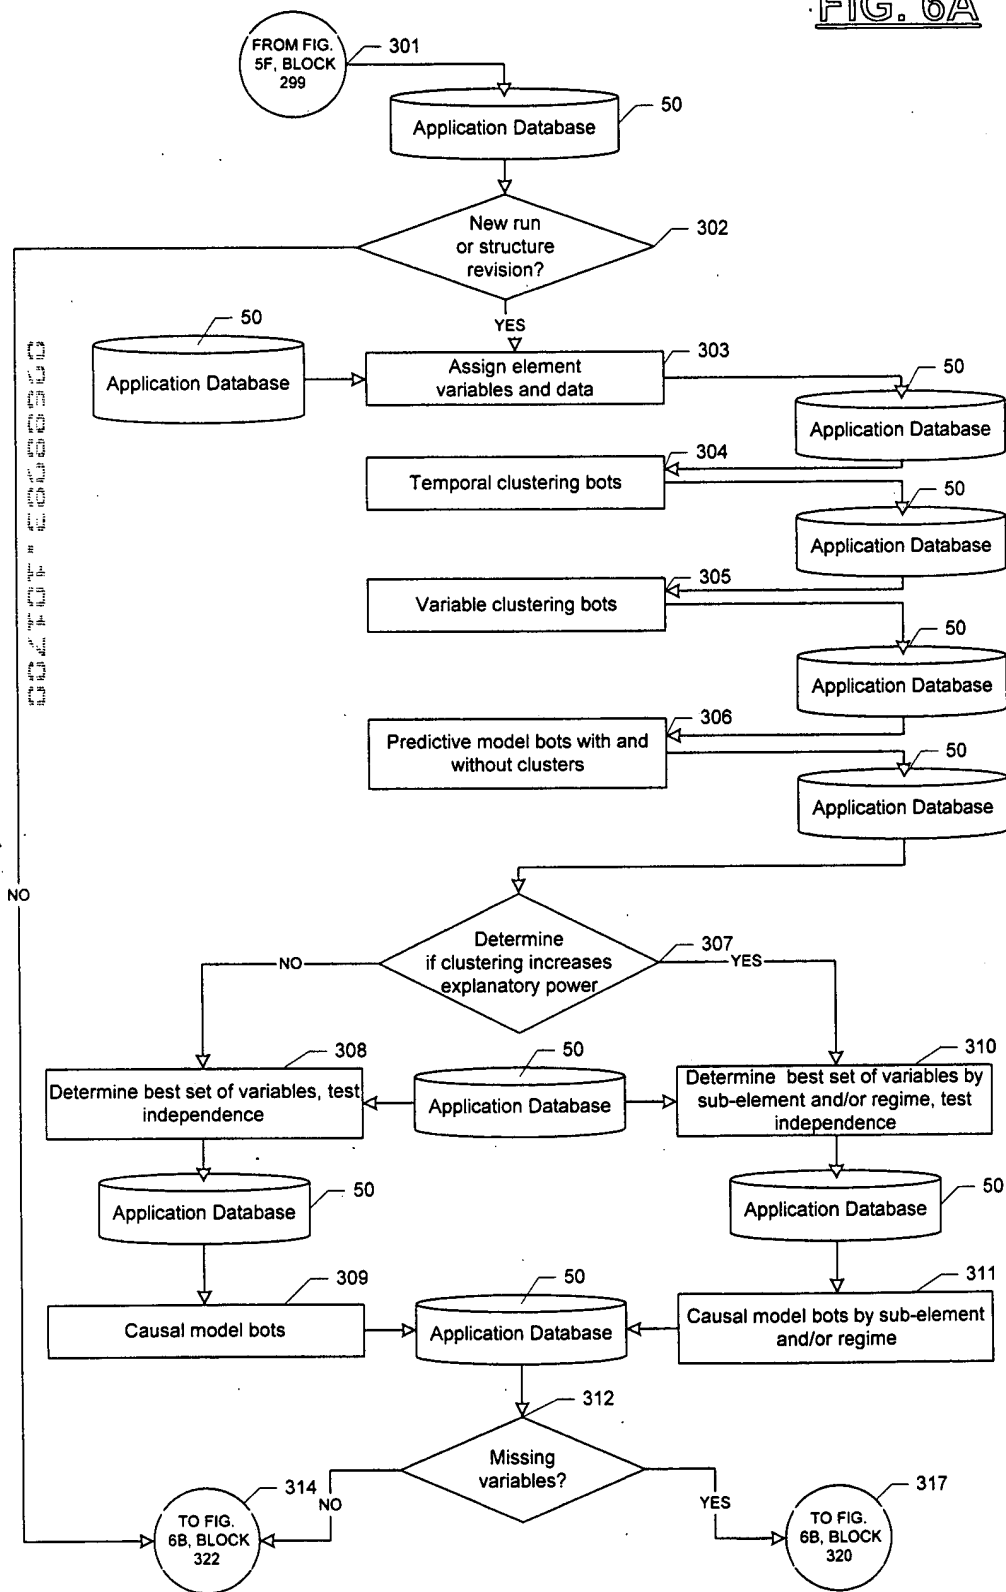 FIG. 6A
FROM FIG.
5F, BLOCK
299
301
50
Application Database
New run
or structure
revision?
302
YES
50
Application Database
Assign element
variables and data
303
50
Application Database
304
Temporal clustering bots
50
Application Database
305
Variable clustering bots
50
Application Database
306
Predictive model bots with and
without clusters
50
Application Database
NO
Determine
if clustering increases
explanatory power
307
NO
YES
308
Determine best set of variables, test
independence
50
Application Database
310
Determine best set of variables by
sub-element and/or regime, test
independence
50
Application Database
50
Application Database
309
Causal model bots
50
Application Database
311
Causal model bots by sub-element
and/or regime
312
Missing
variables?
314
NO
YES
317
TO FIG.
6B, BLOCK
322
TO FIG.
6B, BLOCK
320